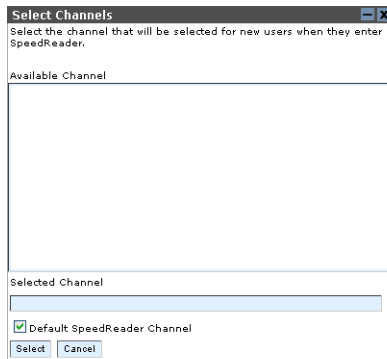 Select Channels
Select the channel that will be selected for new users when they enter
SpeedReader.
Available Channel
Selected Channel
Default SpeedReader Channel
Select Cancel